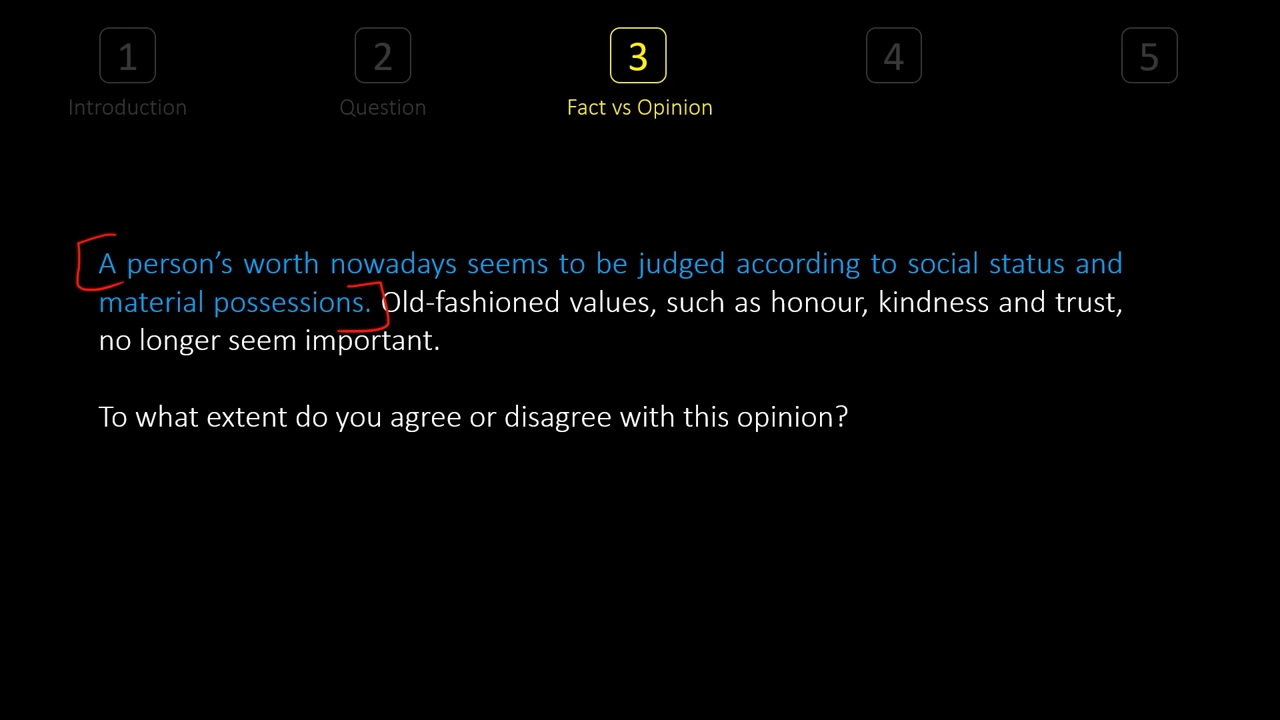 1 2 3 4 5
Introduction Question Fact vs Opinion
A person’s worth nowadays seems to be judged according to social status and
material possessions. Old-fashioned values, such as honour, kindness and trust,
no longer seem important.
To what extent do you agree or disagree with this opinion?